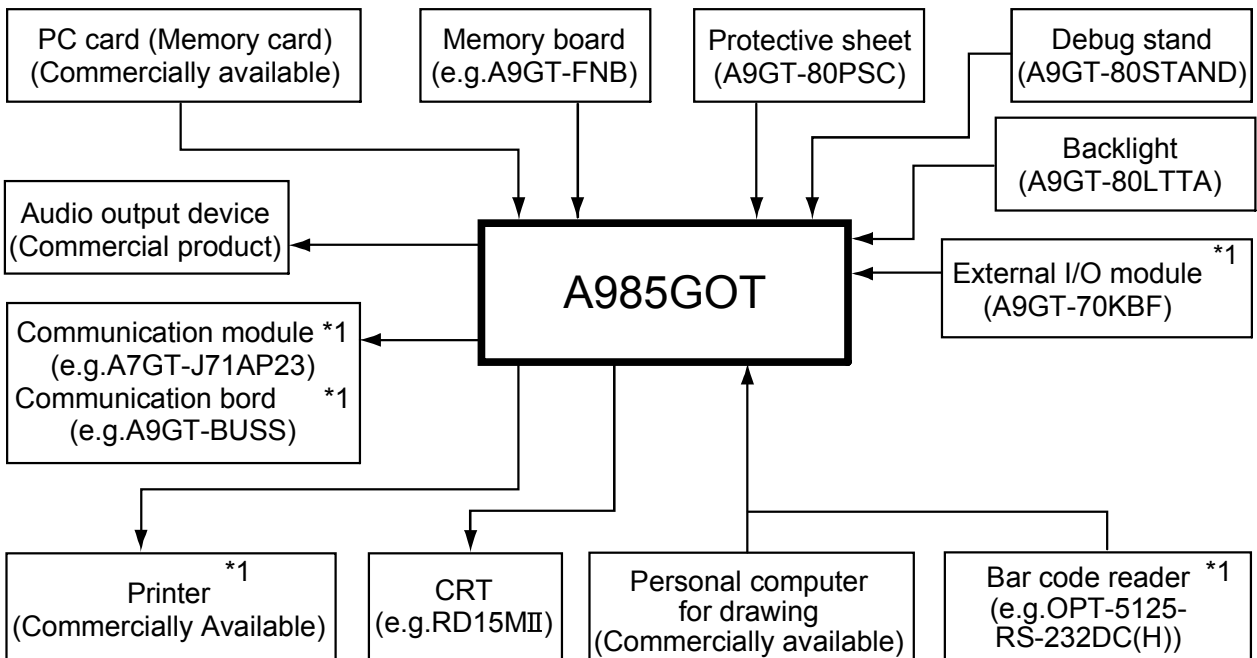 PC card (Memory card)
(Commercially available)
Memory board
(e.g.A9GT-FNB)
Protective sheet
(A9GT-80PSC)
Debug stand
(A9GT-80STAND)
Backlight
(A9GT-80LTTA)
Audio output device
(Commercial product)
A985GOT
External I/O module *1
(A9GT-70KBF)
Communication module *1
(e.g.A7GT-J71AP23)
Communication bord *1
(e.g.A9GT-BUSS)
Printer *1
(Commercially Available)
CRT
(e.g.RD15MⅡ)
Personal computer
for drawing
(Commercially available)
Bar code reader *1
(e.g.OPT-5125-
RS-232DC(H))